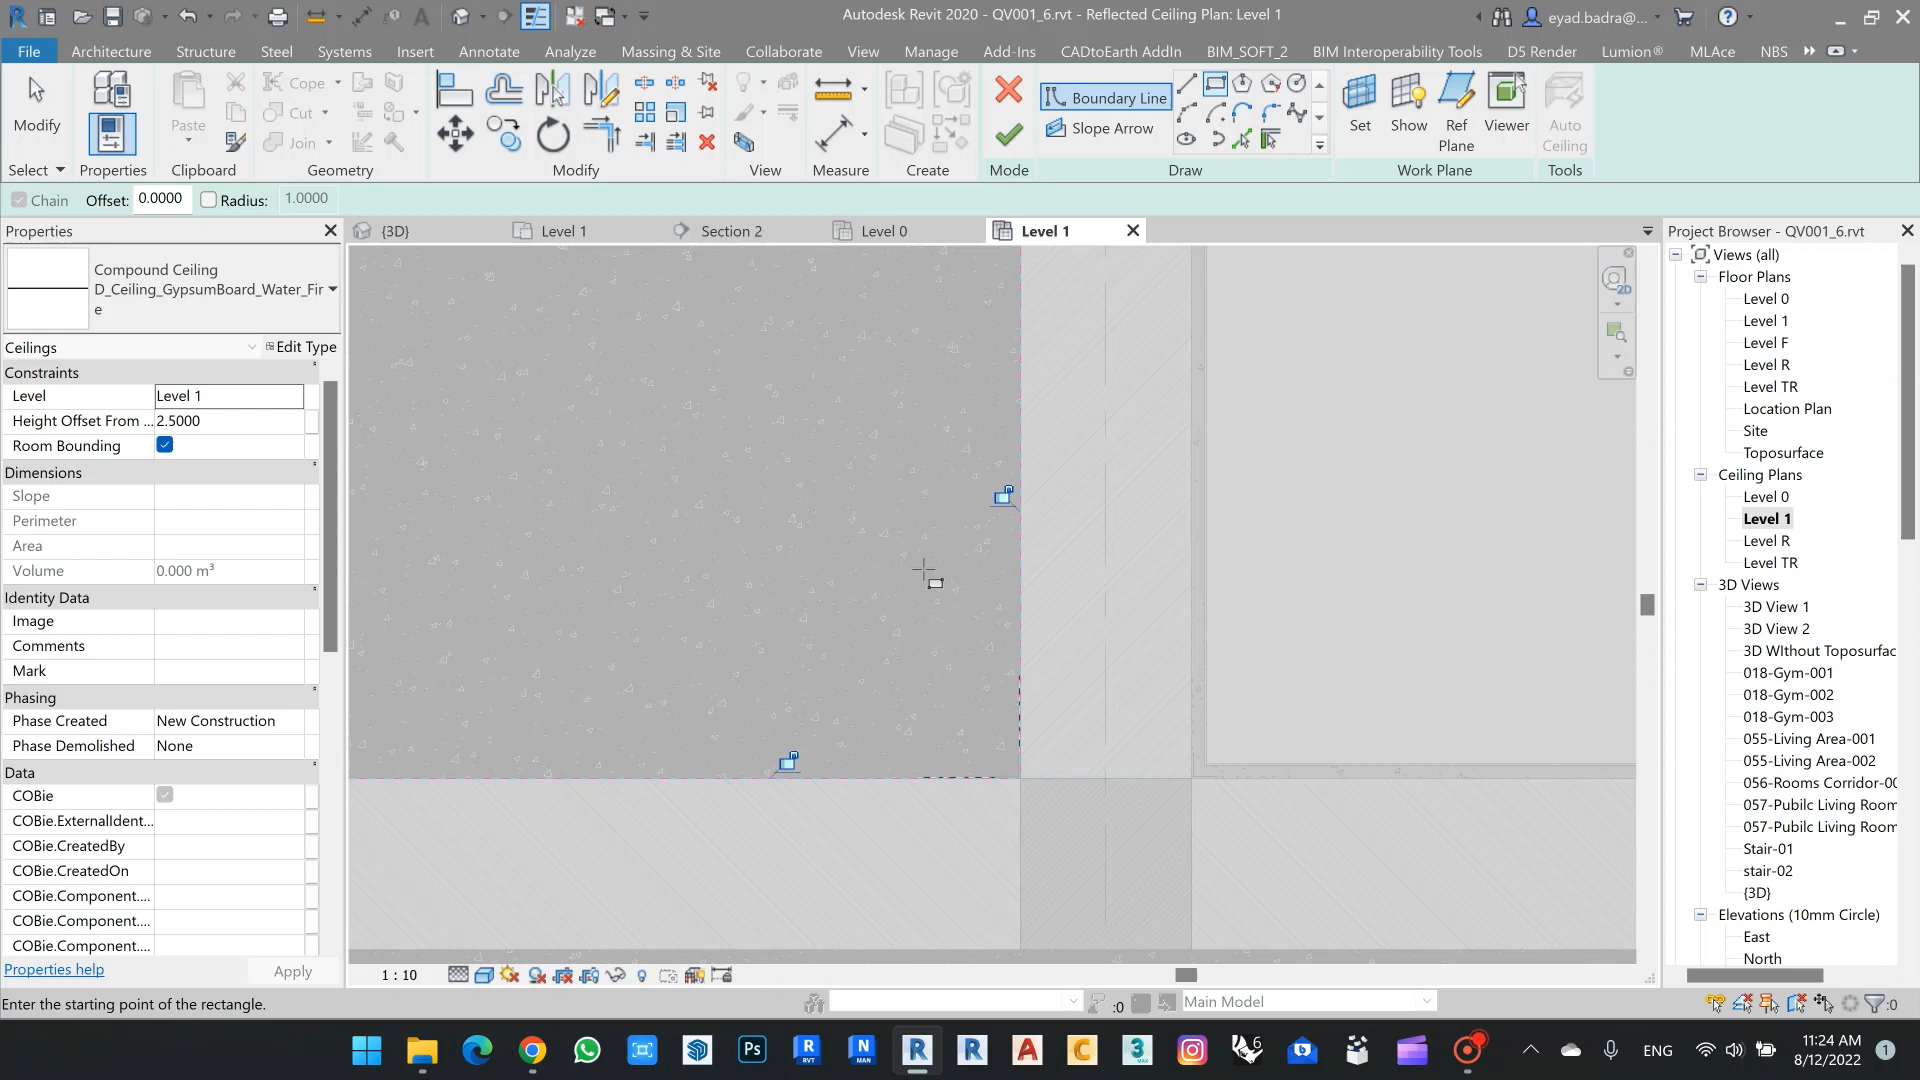 Autodesk Revit 2020 - QV001_6.rvt - Reflected Ceiling Plan: Level 1
eyad.badra@...
File Architecture Structure Steel Systems Insert Annotate Analyze Massing & Site Collaborate View Manage Add-Ins CADtoEarth AddIn BIM_SOFT_2 BIM Interoperability Tools D5 Render Lumion® MLAce NBS
Modify
Paste
Cope
Cut
Join
Boundary Line
Slope Arrow
Set Show Ref Plane Viewer Auto Ceiling
Select Properties Clipboard Geometry Modify View Measure Create Mode Draw Work Plane Tools
Chain Offset: 0.0000 Radius: 1.0000
Properties
{3D} Level 1 Section 2 Level 0 Level 1
Project Browser - QV001_6.rvt
Compound Ceiling
D_Ceiling_GypsumBoard_Water_Fir
e
Ceilings Edit Type
Constraints
Level Level 1
Height Offset From ... 2.5000
Room Bounding
Dimensions
Slope
Perimeter
Area
Volume 0.000 m³
Identity Data
Image
Comments
Mark
Phasing
Phase Created New Construction
Phase Demolished None
Data
COBie
COBie.ExternalIdent...
COBie.CreatedBy
COBie.CreatedOn
COBie.Component....
COBie.Component....
COBie.Component....
Properties help Apply
2D
Views (all)
Floor Plans
Level 0
Level 1
Level F
Level R
Level TR
Location Plan
Site
Toposurface
Ceiling Plans
Level 0
Level 1
Level R
Level TR
3D Views
3D View 1
3D View 2
3D WIthout Toposurfac
018-Gym-001
018-Gym-002
018-Gym-003
055-Living Area-001
055-Living Area-002
056-Rooms Corridor-00
057-Pubilc Living Room
057-Pubilc Living Room
Stair-01
stair-02
{3D}
Elevations (10mm Circle)
East
North
1 : 10
Enter the starting point of the rectangle.
:0
Main Model
:0
Ps
R
RVT
N
MAN
R
R
A
C
3
MAX
6
ENG
11:24 AM
8/12/2022
1